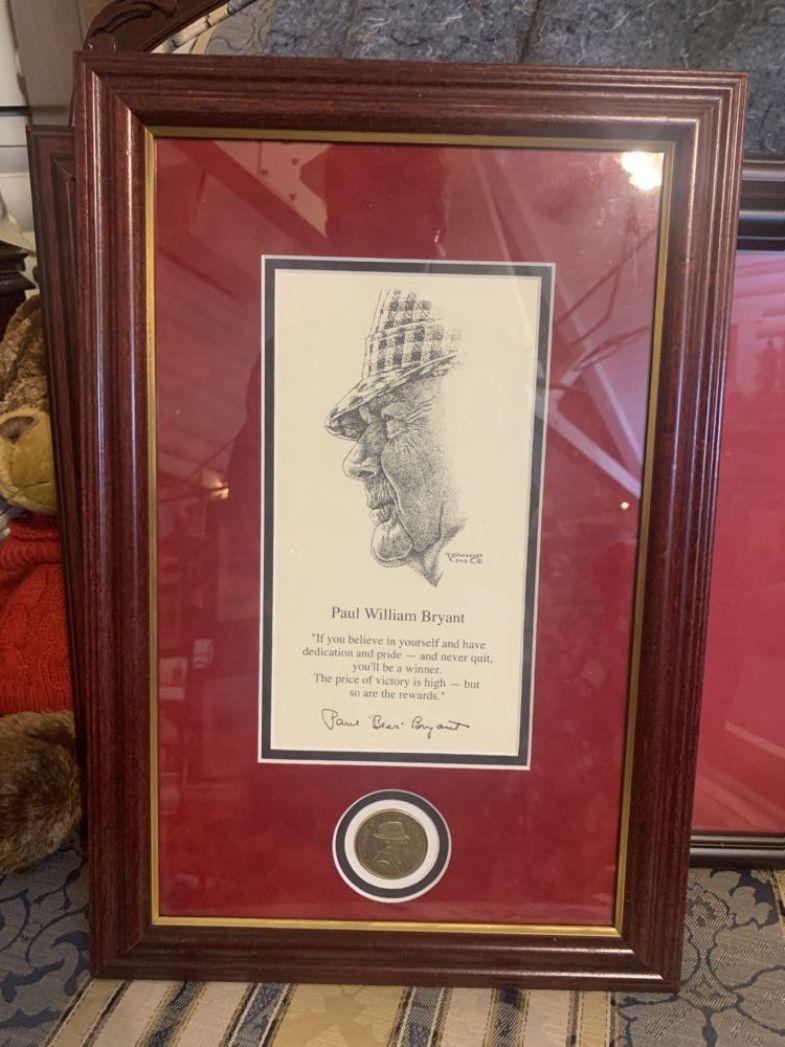 Paul William Bryant
"If you believe in yourself and have
dedication and pride — and never quit,
you'll be a winner.
The price of victory is high — but
so are the rewards."
Paul "Bear" Bryant